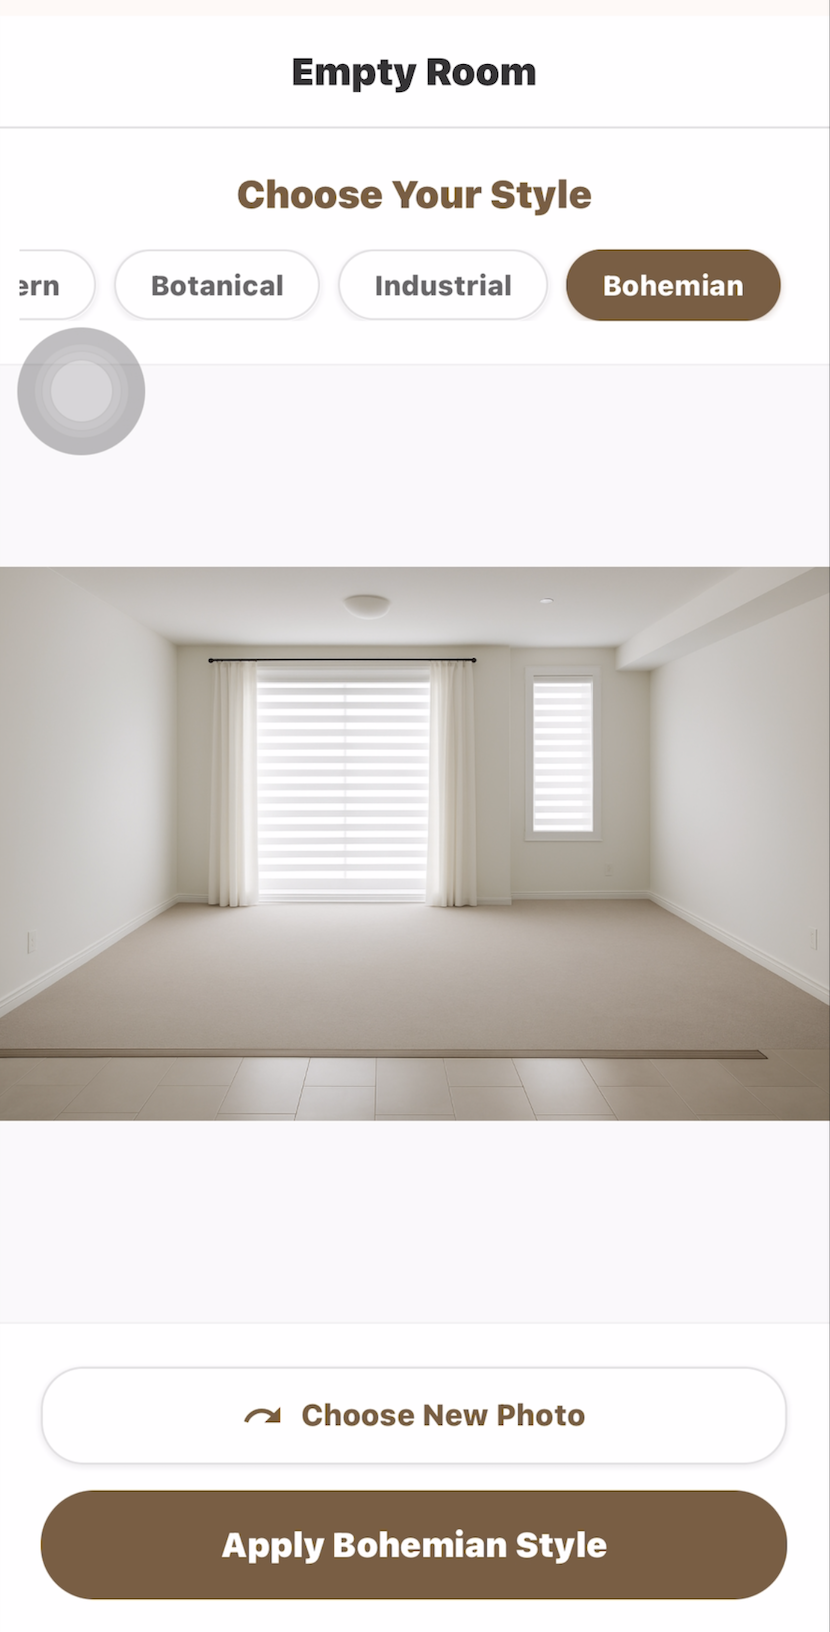 Empty Room
Choose Your Style
ern Botanical Industrial Bohemian
Choose New Photo
Apply Bohemian Style